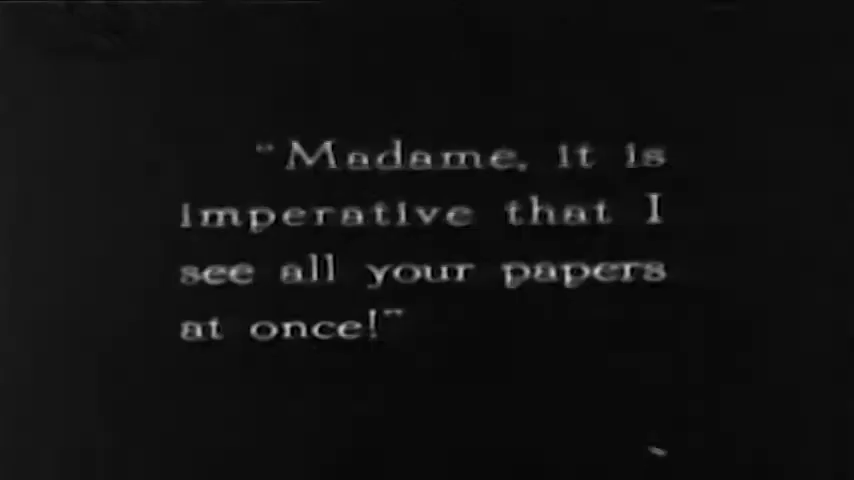 "Madame, it is
imperative that I
see all your papers
at once!"